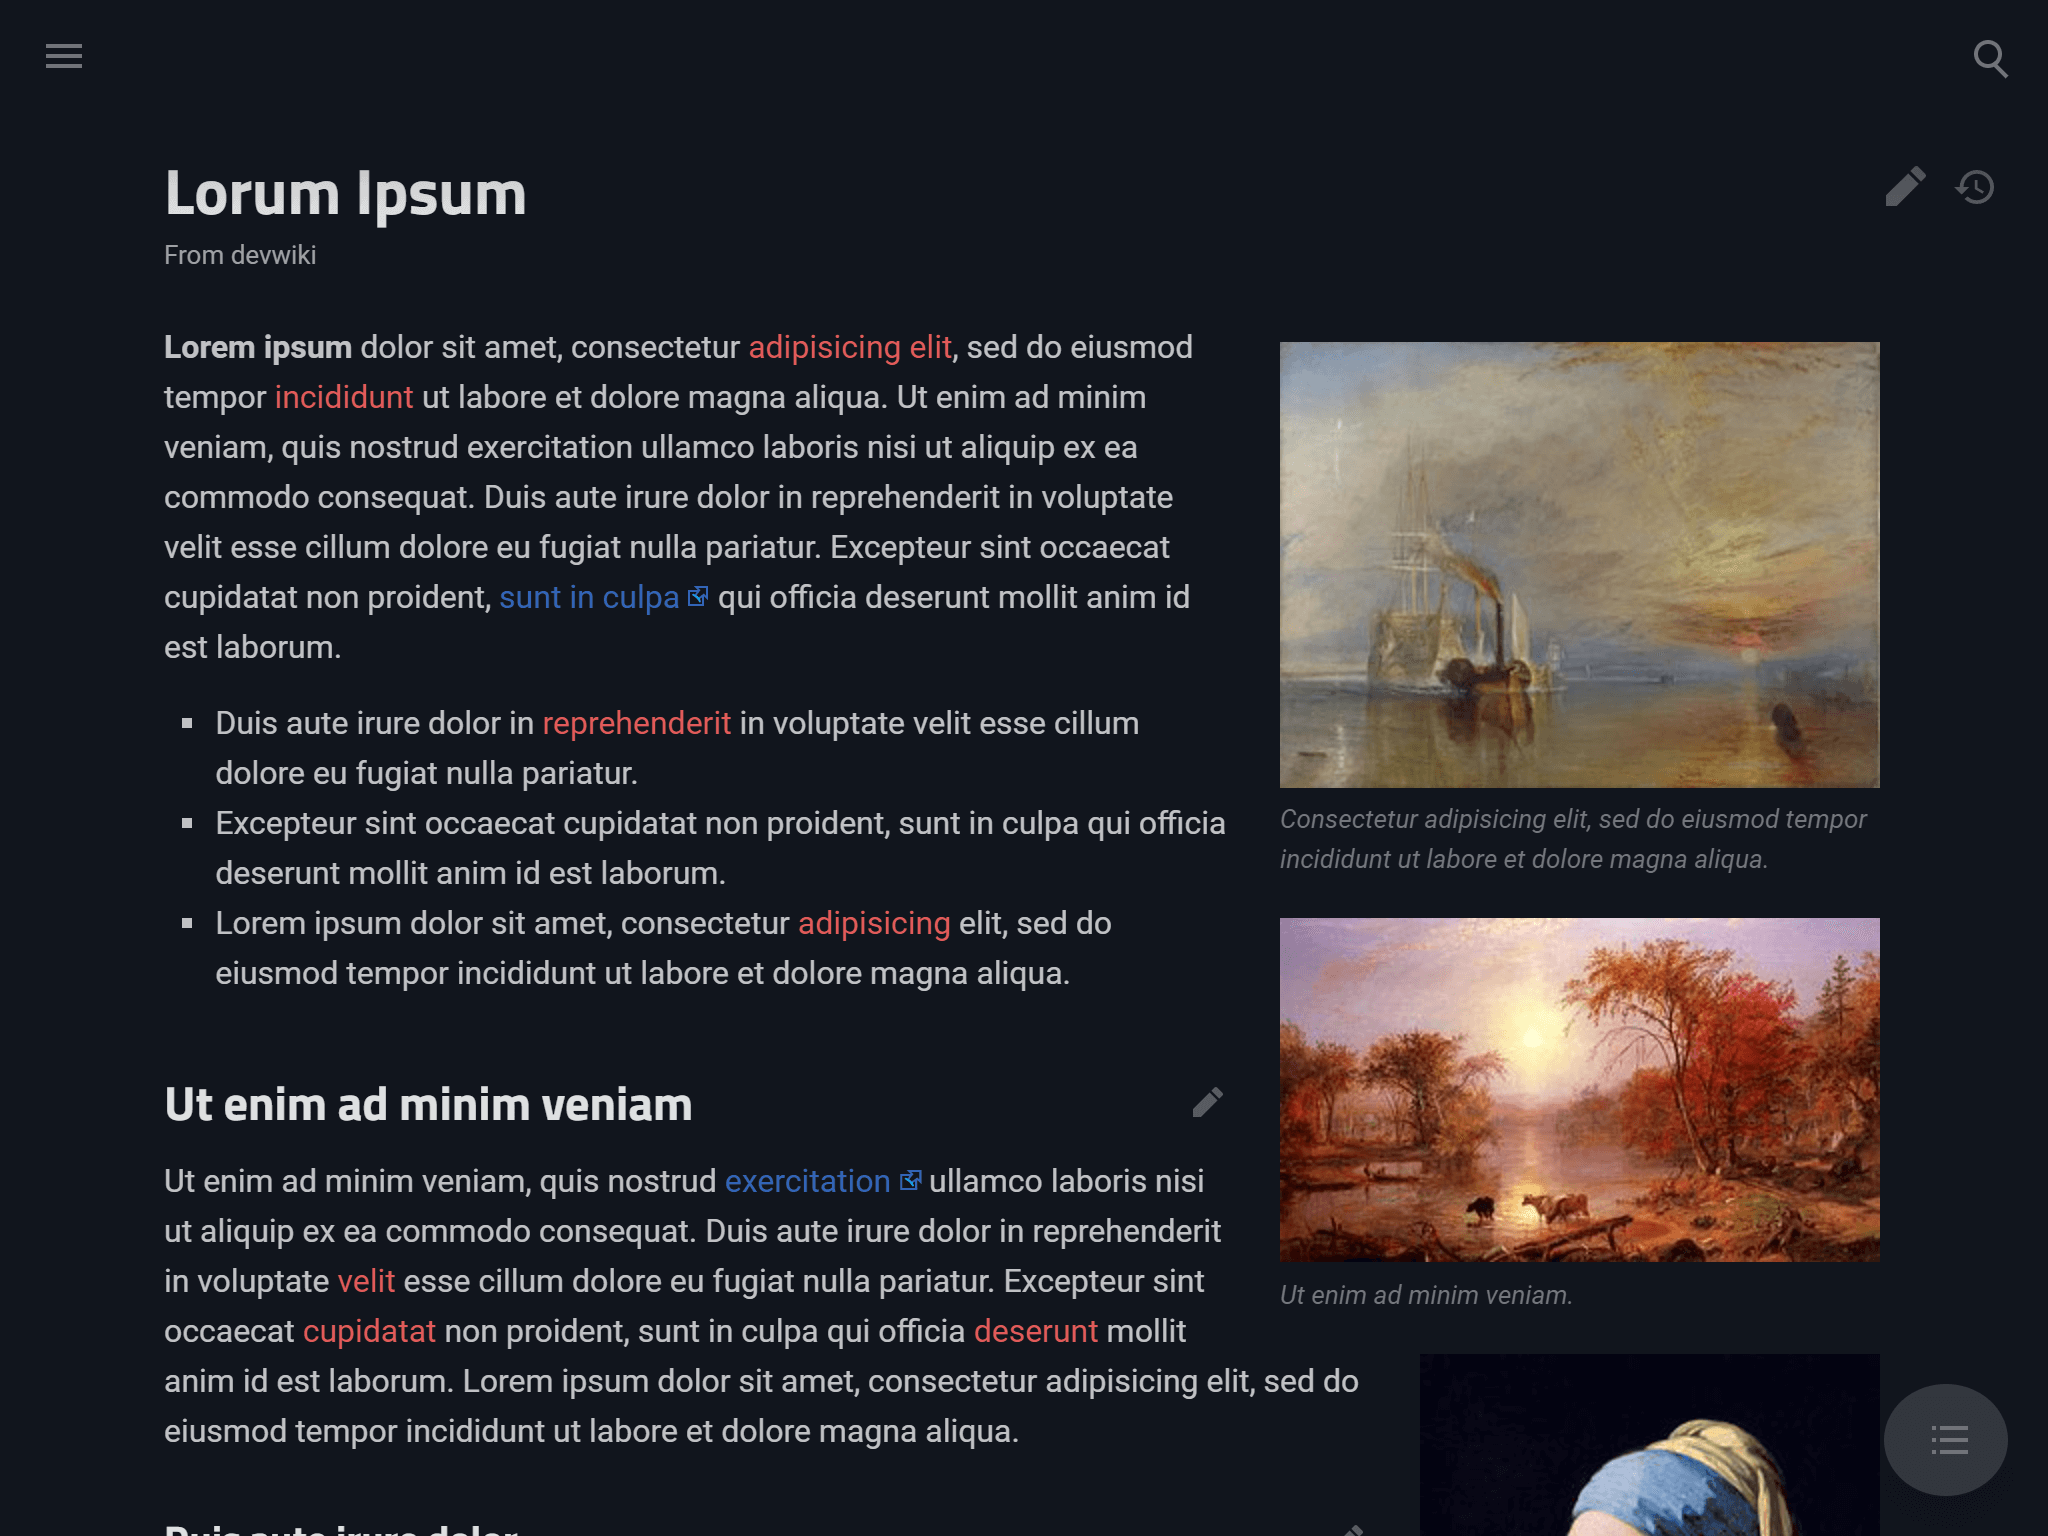 Lorum Ipsum
From devwiki
Lorem ipsum dolor sit amet, consectetur adipisicing elit, sed do eiusmod
tempor incididunt ut labore et dolore magna aliqua. Ut enim ad minim
veniam, quis nostrud exercitation ullamco laboris nisi ut aliquip ex ea
commodo consequat. Duis aute irure dolor in reprehenderit in voluptate
velit esse cillum dolore eu fugiat nulla pariatur. Excepteur sint occaecat
cupidatat non proident, sunt in culpa qui officia deserunt mollit anim id
est laborum.
Duis aute irure dolor in reprehenderit in voluptate velit esse cillum
dolore eu fugiat nulla pariatur.
Excepteur sint occaecat cupidatat non proident, sunt in culpa qui officia
deserunt mollit anim id est laborum.
Lorem ipsum dolor sit amet, consectetur adipisicing elit, sed do
eiusmod tempor incididunt ut labore et dolore magna aliqua.
Consectetur adipisicing elit, sed do eiusmod tempor
incididunt ut labore et dolore magna aliqua.
Ut enim ad minim veniam
Ut enim ad minim veniam, quis nostrud exercitation ullamco laboris nisi
ut aliquip ex ea commodo consequat. Duis aute irure dolor in reprehenderit
in voluptate velit esse cillum dolore eu fugiat nulla pariatur. Excepteur sint
occaecat cupidatat non proident, sunt in culpa qui officia deserunt mollit
anim id est laborum. Lorem ipsum dolor sit amet, consectetur adipisicing elit, sed do
eiusmod tempor incididunt ut labore et dolore magna aliqua.
Ut enim ad minim veniam.
Duis aute irure dolor